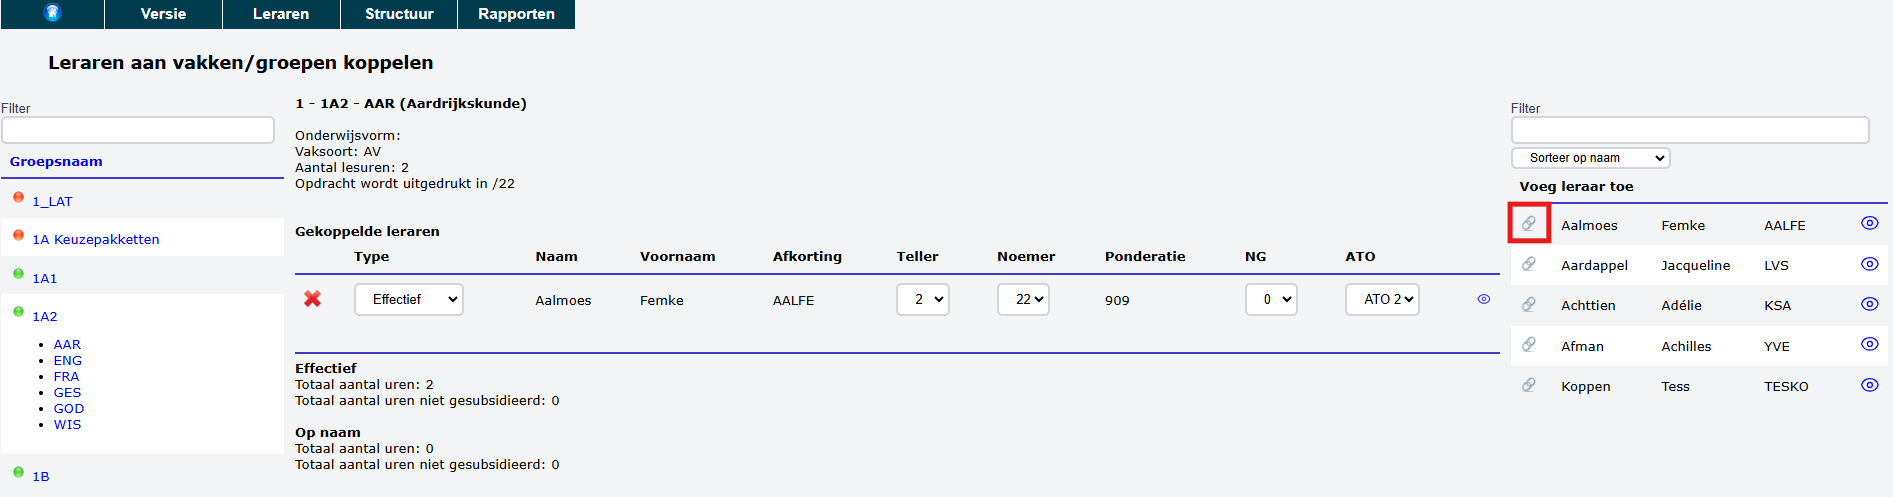 Versie Leraren Structuur Rapporten
Leraren aan vakken/groepen koppelen
Filter
Groepsnaam
1_LAT
1A Keuzepakketten
1A1
1A2
AAR
ENG
FRA
GES
GOD
WIS
1B
1 - 1A2 - AAR (Aardrijkskunde)
Onderwijsvorm:
Vaksoort: AV
Aantal lesuren: 2
Opdracht wordt uitgedrukt in /22
Gekoppelde leraren
Type Naam Voornaam Afkorting Teller Noemer Ponderatie NG ATO
Effectief Aalmoes Femke AALFE 2 22 909 0 ATO 2
Effectief
Totaal aantal uren: 2
Totaal aantal uren niet gesubsidieerd: 0
Op naam
Totaal aantal uren: 0
Totaal aantal uren niet gesubsidieerd: 0
Filter
Sorteer op naam
Voeg leraar toe
Aalmoes Femke AALFE
Aardappel Jacqueline LVS
Achttien Adélie KSA
Afman Achilles YVE
Koppen Tess TESKO